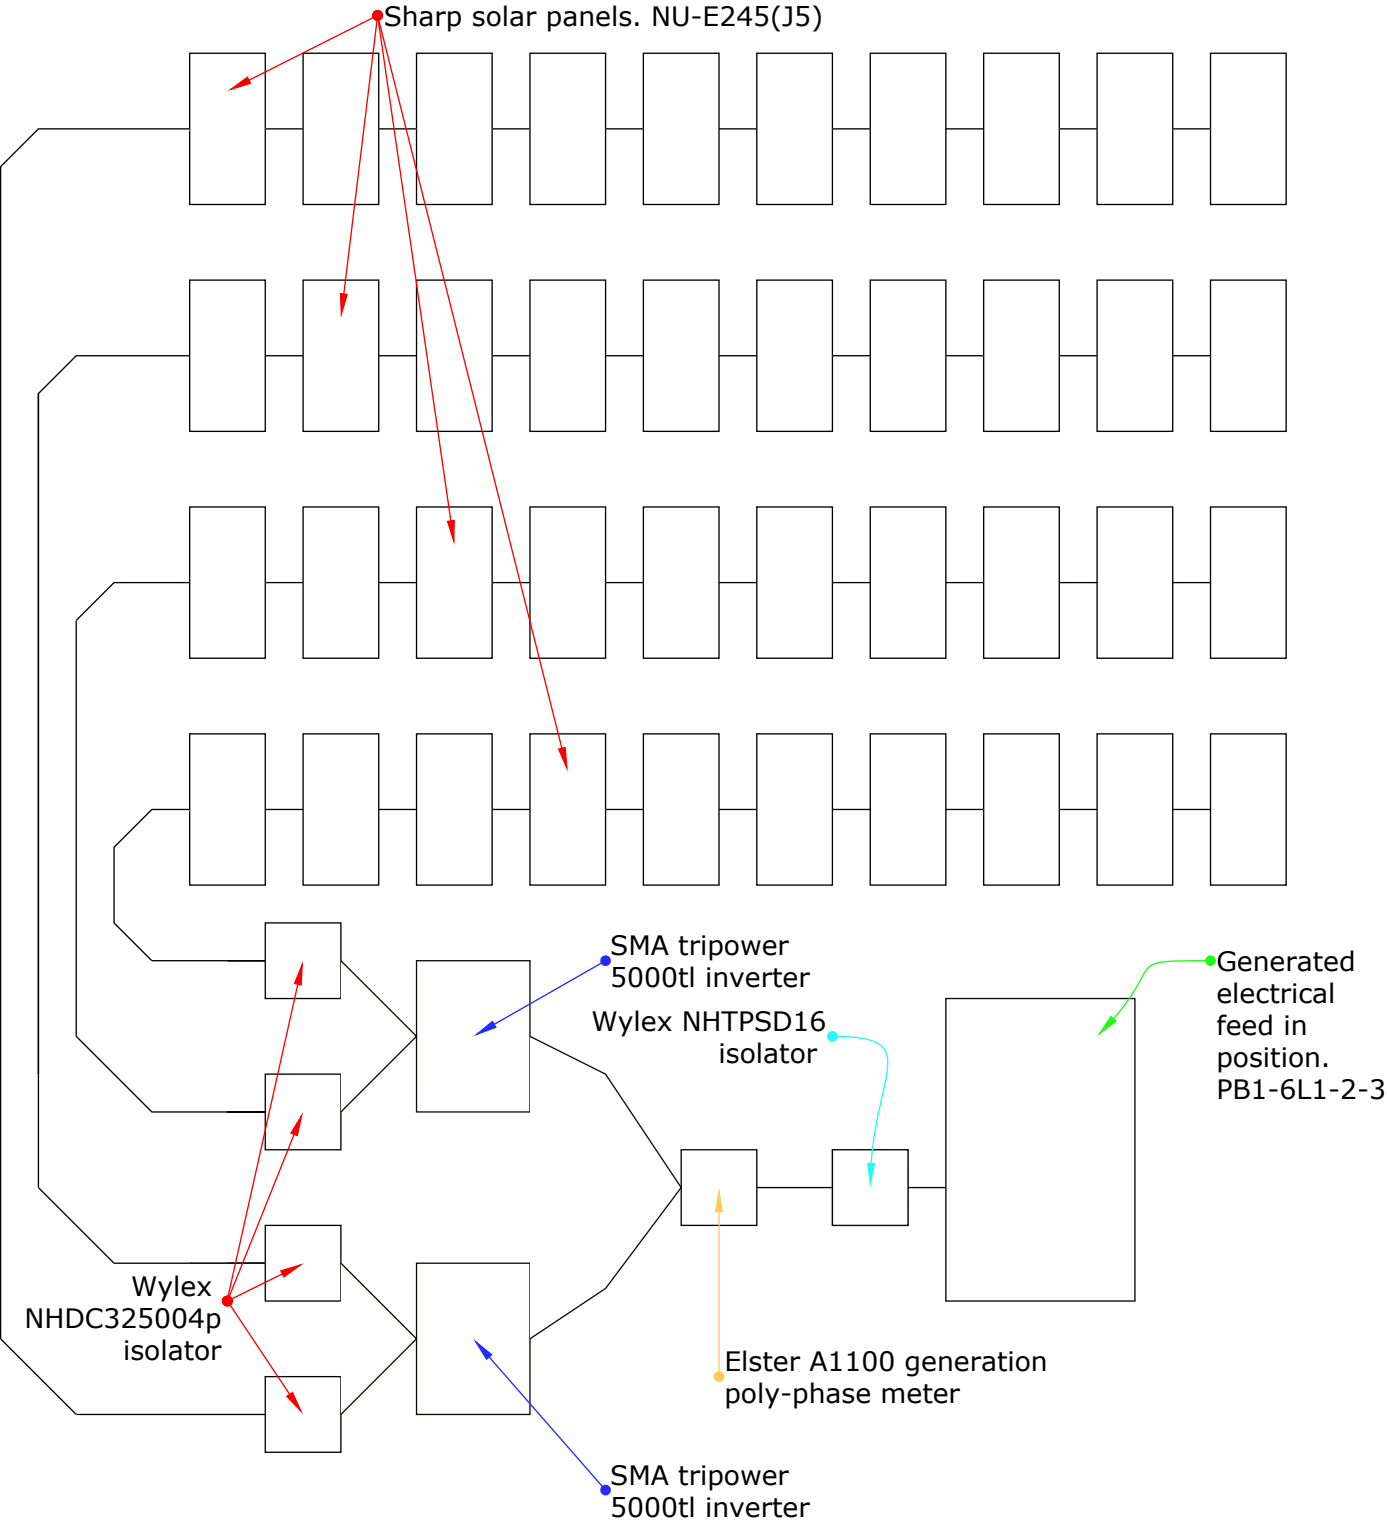 Sharp solar panels. NU-E245(J5)
SMA tripower
5000tl inverter
Wylex NHTPSD16
isolator
Generated
electrical
feed in
position.
PB1-6L1-2-3
Wylex
NHDC325004p
isolator
Elster A1100 generation
poly-phase meter
SMA tripower
5000tl inverter